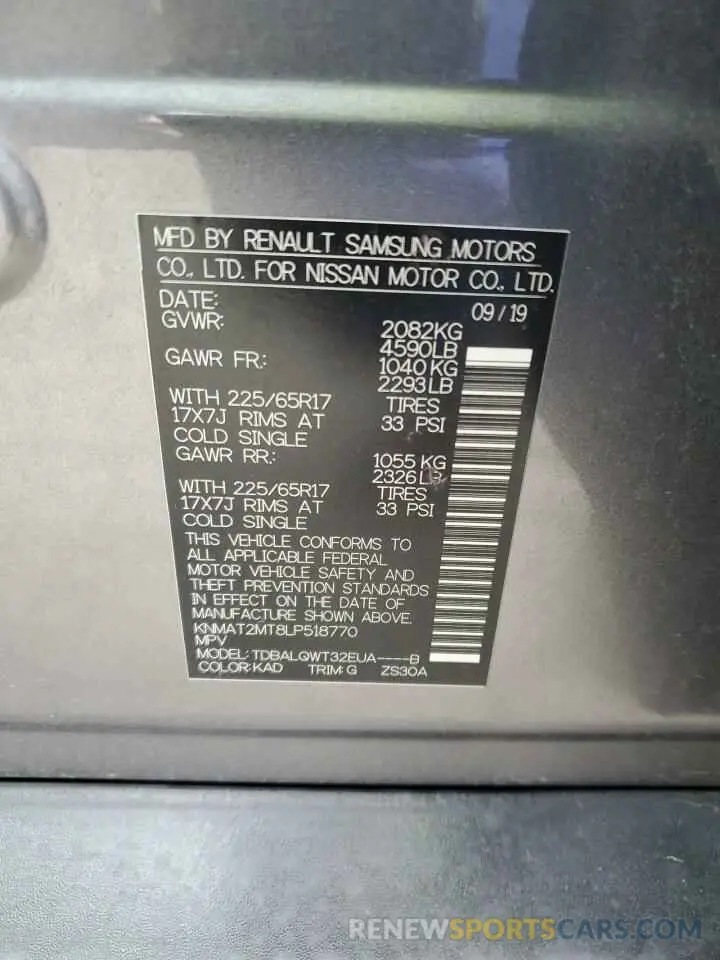 MFD BY RENAULT SAMSUNG MOTORS
CO., LTD. FOR NISSAN MOTOR CO., LTD.
DATE: 09/19
GVWR: 2082KG
4590LB
GAWR FR.: 1040KG
2293LB
WITH 225/65R17 TIRES
17X7J RIMS AT 33 PSI
COLD SINGLE
GAWR RR.: 1055 KG
2326LB
WITH 225/65R17 TIRES
17X7J RIMS AT 33 PSI
COLD SINGLE
THIS VEHICLE CONFORMS TO
ALL APPLICABLE FEDERAL
MOTOR VEHICLE SAFETY AND
THEFT PREVENTION STANDARDS
IN EFFECT ON THE DATE OF
MANUFACTURE SHOWN ABOVE.
KNMAT2MT8LP518770
MPV
MODEL: TDBALQWT32EUA----B
COLOR:KAD TRIM:G ZS30A
RENEWSPORTSCARS.COM